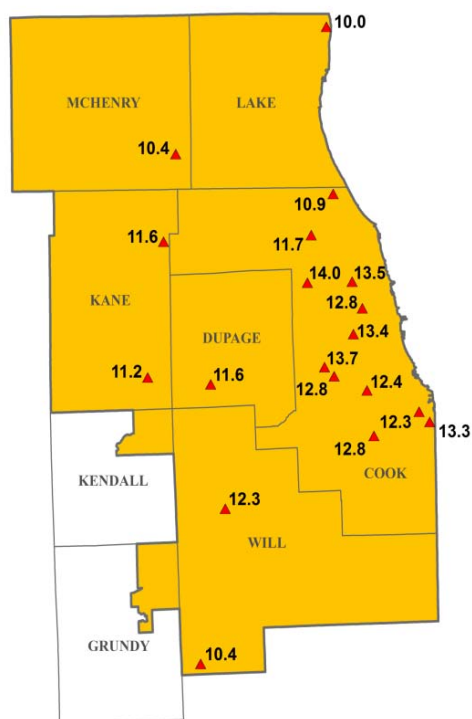 10.0
MCHENRY
LAKE
10.4
10.9
11.6
11.7
14.0
13.5
KANE
12.8
DUPAGE
13.4
13.7
11.2
11.6
12.8
12.4
12.3
13.3
12.8
KENDALL
COOK
12.3
WILL
GRUNDY
10.4